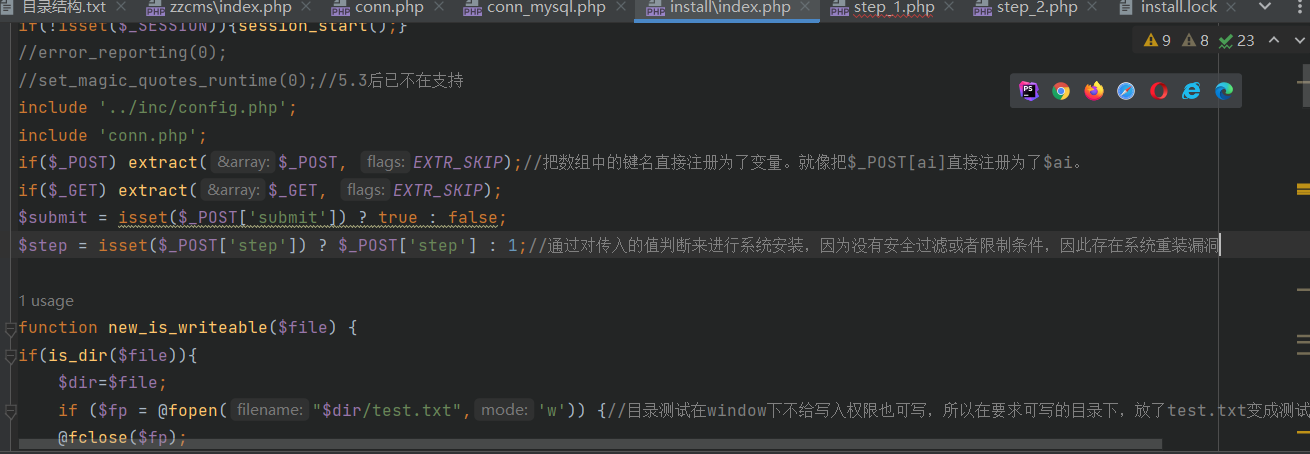 目录结构.txt zzcms\index.php conn.php conn_mysql.php install\index.php step_1.php step_2.php install.lock
if(!isset($_SESSION)){session_start();}
9 8 23
//error_reporting(0);
//set_magic_quotes_runtime(0);//5.3后已不在支持
include '../inc/config.php';
include 'conn.php';
if($_POST) extract( &array: $_POST, flags: EXTR_SKIP);//把数组中的键名直接注册为了变量。就像把$_POST[ai]直接注册为了$ai。
if($_GET) extract( &array: $_GET, flags: EXTR_SKIP);
$submit = isset($_POST['submit']) ? true : false;
$step = isset($_POST['step']) ? $_POST['step'] : 1;//通过对传入的值判断来进行系统安装，因为没有安全过滤或者限制条件，因此存在系统重装漏洞
1 usage
function new_is_writeable($file) {
if(is_dir($file)){
$dir=$file;
if ($fp = @fopen( filename: "$dir/test.txt", mode: 'w')) {//目录测试在window下不给写入权限也可写，所以在要求可写的目录下，放了test.txt变成测试
@fclose($fp);